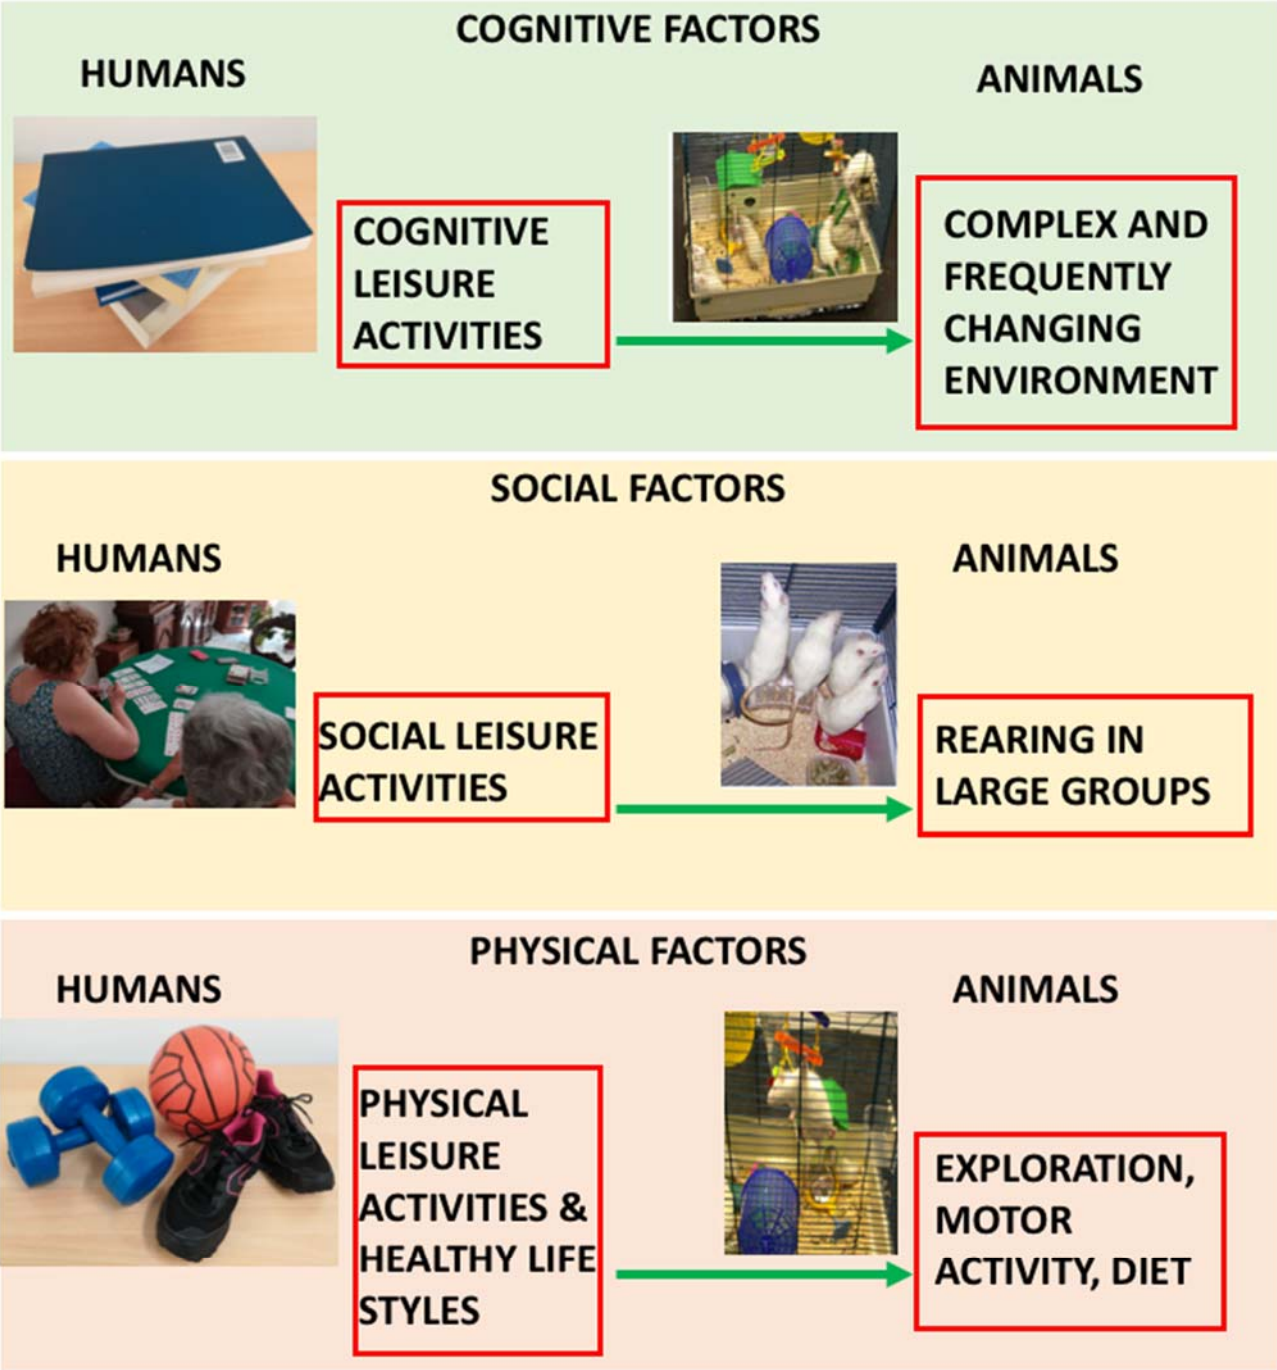 COGNITIVE FACTORS
HUMANS
ANIMALS
COGNITIVE
LEISURE
ACTIVITIES
COMPLEX AND
FREQUENTLY
CHANGING
ENVIRONMENT
SOCIAL FACTORS
HUMANS
ANIMALS
SOCIAL LEISURE
ACTIVITIES
REARING IN
LARGE GROUPS
PHYSICAL FACTORS
HUMANS
ANIMALS
PHYSICAL
LEISURE
ACTIVITIES &
HEALTHY LIFE
STYLES
EXPLORATION,
MOTOR
ACTIVITY, DIET